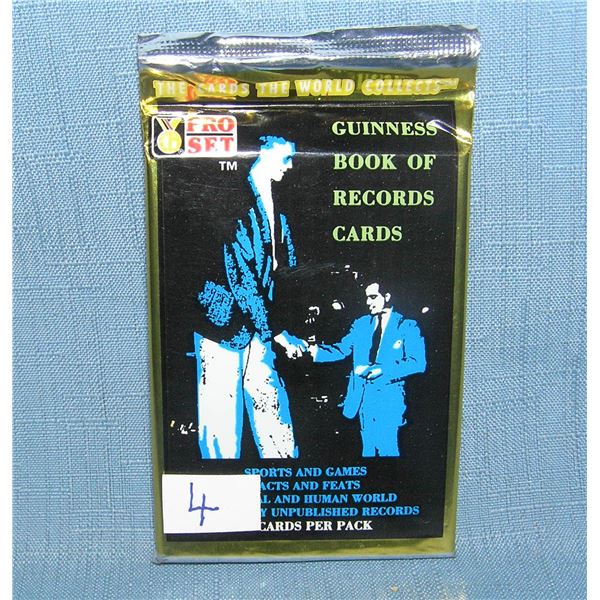 THE CARDS THE WORLD COLLECTS™
PRO
SET
™
GUINNESS
BOOK OF
RECORDS
CARDS
SPORTS AND GAMES
ACTS AND FEATS
AL AND HUMAN WORLD
Y UNPUBLISHED RECORDS
CARDS PER PACK
4